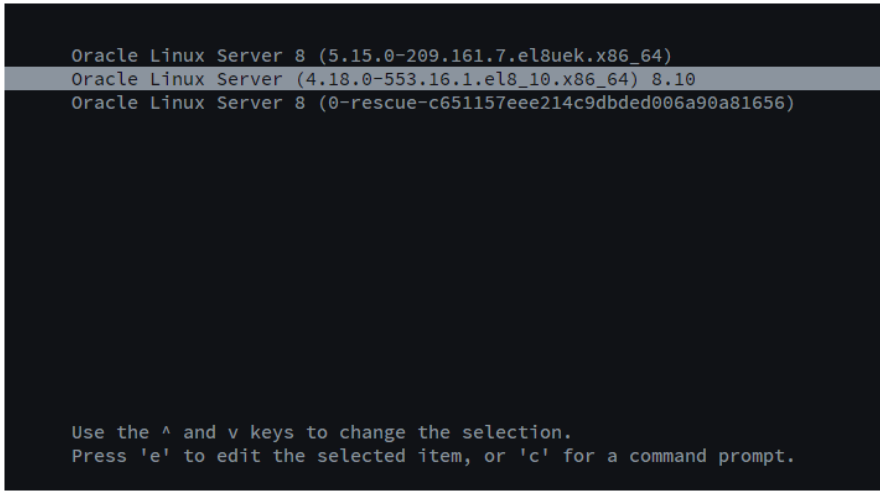 Oracle Linux Server 8 (5.15.0-209.161.7.el8uek.x86_64)
Oracle Linux Server (4.18.0-553.16.1.el8_10.x86_64) 8.10
Oracle Linux Server 8 (0-rescue-c651157eee214c9dbded006a90a81656)
Use the ^ and v keys to change the selection.
Press 'e' to edit the selected item, or 'c' for a command prompt.